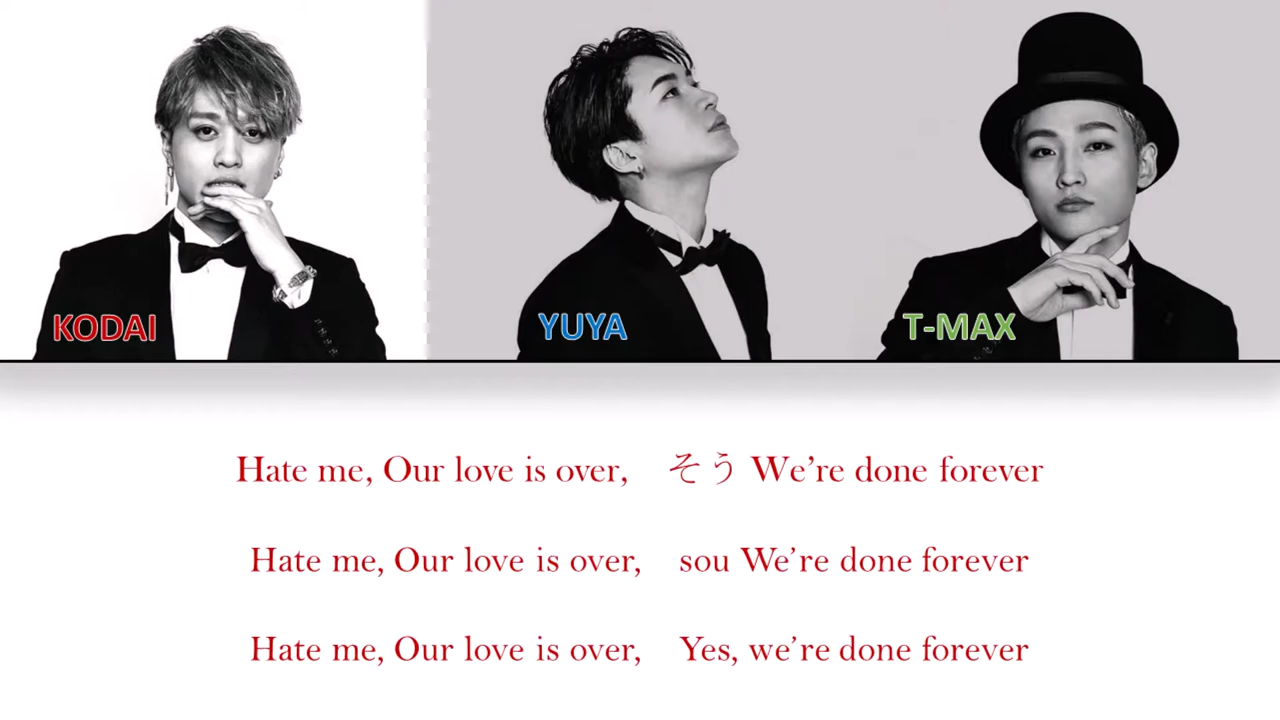 KODAI
YUYA
T-MAX
Hate me, Our love is over, そう We're done forever
Hate me, Our love is over, sou We're done forever
Hate me, Our love is over, Yes, we're done forever